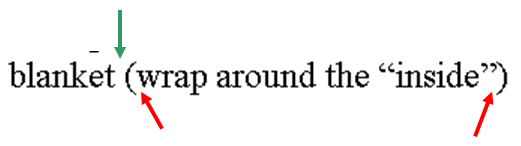 blanket (wrap around the “inside”)